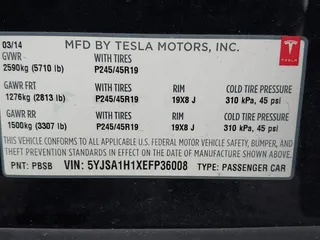 03/14 MFD BY TESLA MOTORS, INC.
GVWR WITH TIRES
2590kg (5710 lb) P245/45R19
TESLA
GAWR FRT WITH TIRES RIM COLD TIRE PRESSURE
1276kg (2813 lb) P245/45R19 19X8 J 310 kPa, 45 psi
GAWR RR WITH TIRES RIM COLD TIRE PRESSURE
1500kg (3307 lb) P245/45R19 19X8 J 310 kPa, 45 psi
THIS VEHICLE CONFORMS TO ALL APPLICABLE U.S. FEDERAL MOTOR VEHICLE SAFETY, BUMPER,
AND THEFT PREVENTION STANDARDS IN EFFECT ON THE DATE OF MANUFACTURE SHOWN ABOVE.
PNT: PBSB VIN: 5YJSA1H1XEFP36008 TYPE: PASSENGER CAR